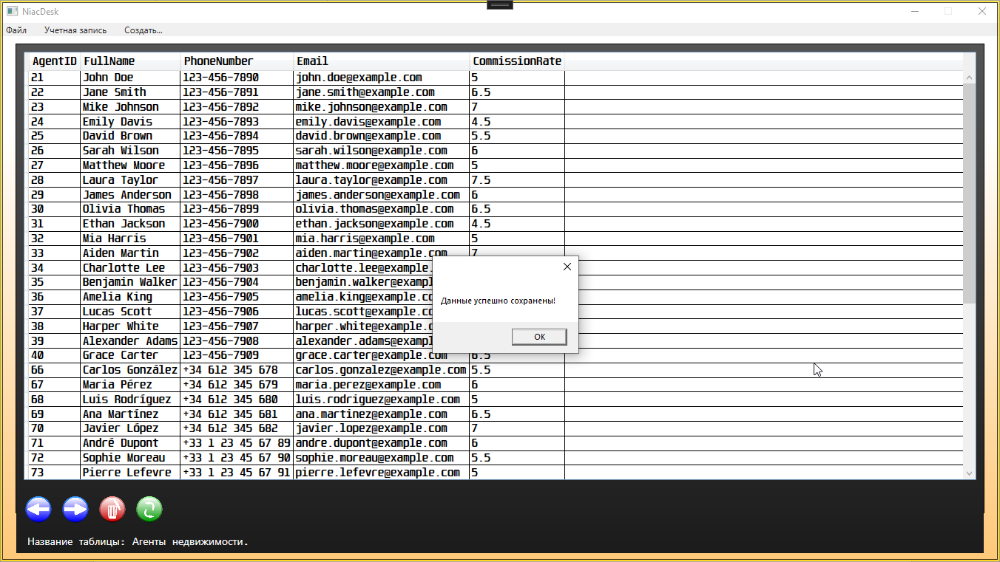 NiacDesk
Файл Учетная запись Создать...
AgentID FullName PhoneNumber Email CommissionRate
21 John Doe 123-456-7890 john.doe@example.com 5
22 Jane Smith 123-456-7891 jane.smith@example.com 6.5
23 Mike Johnson 123-456-7892 mike.johnson@example.com 7
24 Emily Davis 123-456-7893 emily.davis@example.com 4.5
25 David Brown 123-456-7894 david.brown@example.com 5.5
26 Sarah Wilson 123-456-7895 sarah.wilson@example.com 6
27 Matthew Moore 123-456-7896 matthew.moore@example.com 5
28 Laura Taylor 123-456-7897 laura.taylor@example.com 7.5
29 James Anderson 123-456-7898 james.anderson@example.com 6
30 Olivia Thomas 123-456-7899 olivia.thomas@example.com 6.5
31 Ethan Jackson 123-456-7900 ethan.jackson@example.com 4.5
32 Mia Harris 123-456-7901 mia.harris@example.com 5
33 Aiden Martin 123-456-7902 aiden.martin@example.com 7
34 Charlotte Lee 123-456-7903 charlotte.lee@example.
35 Benjamin Walker 123-456-7904 benjamin.walker@exampl
36 Amelia King 123-456-7905 amelia.king@example.co
37 Lucas Scott 123-456-7906 lucas.scott@example.co
38 Harper White 123-456-7907 harper.white@example.c
39 Alexander Adams 123-456-7908 alexander.adams@exampl
40 Grace Carter 123-456-7909 grace.carter@example.com 6.5
66 Carlos González +34 612 345 678 carlos.gonzalez@example.com 5.5
67 Maria Pérez +34 612 345 679 maria.perez@example.com 6
68 Luis Rodríguez +34 612 345 680 luis.rodriguez@example.com 5
69 Ana Martínez +34 612 345 681 ana.martinez@example.com 6.5
70 Javier López +34 612 345 682 javier.lopez@example.com 7
71 André Dupont +33 1 23 45 67 89 andre.dupont@example.com 6
72 Sophie Moreau +33 1 23 45 67 90 sophie.moreau@example.com 5.5
73 Pierre Lefevre +33 1 23 45 67 91 pierre.lefevre@example.com 5
Данные успешно сохранены!
OK
Название таблицы: Агенты недвижимости.